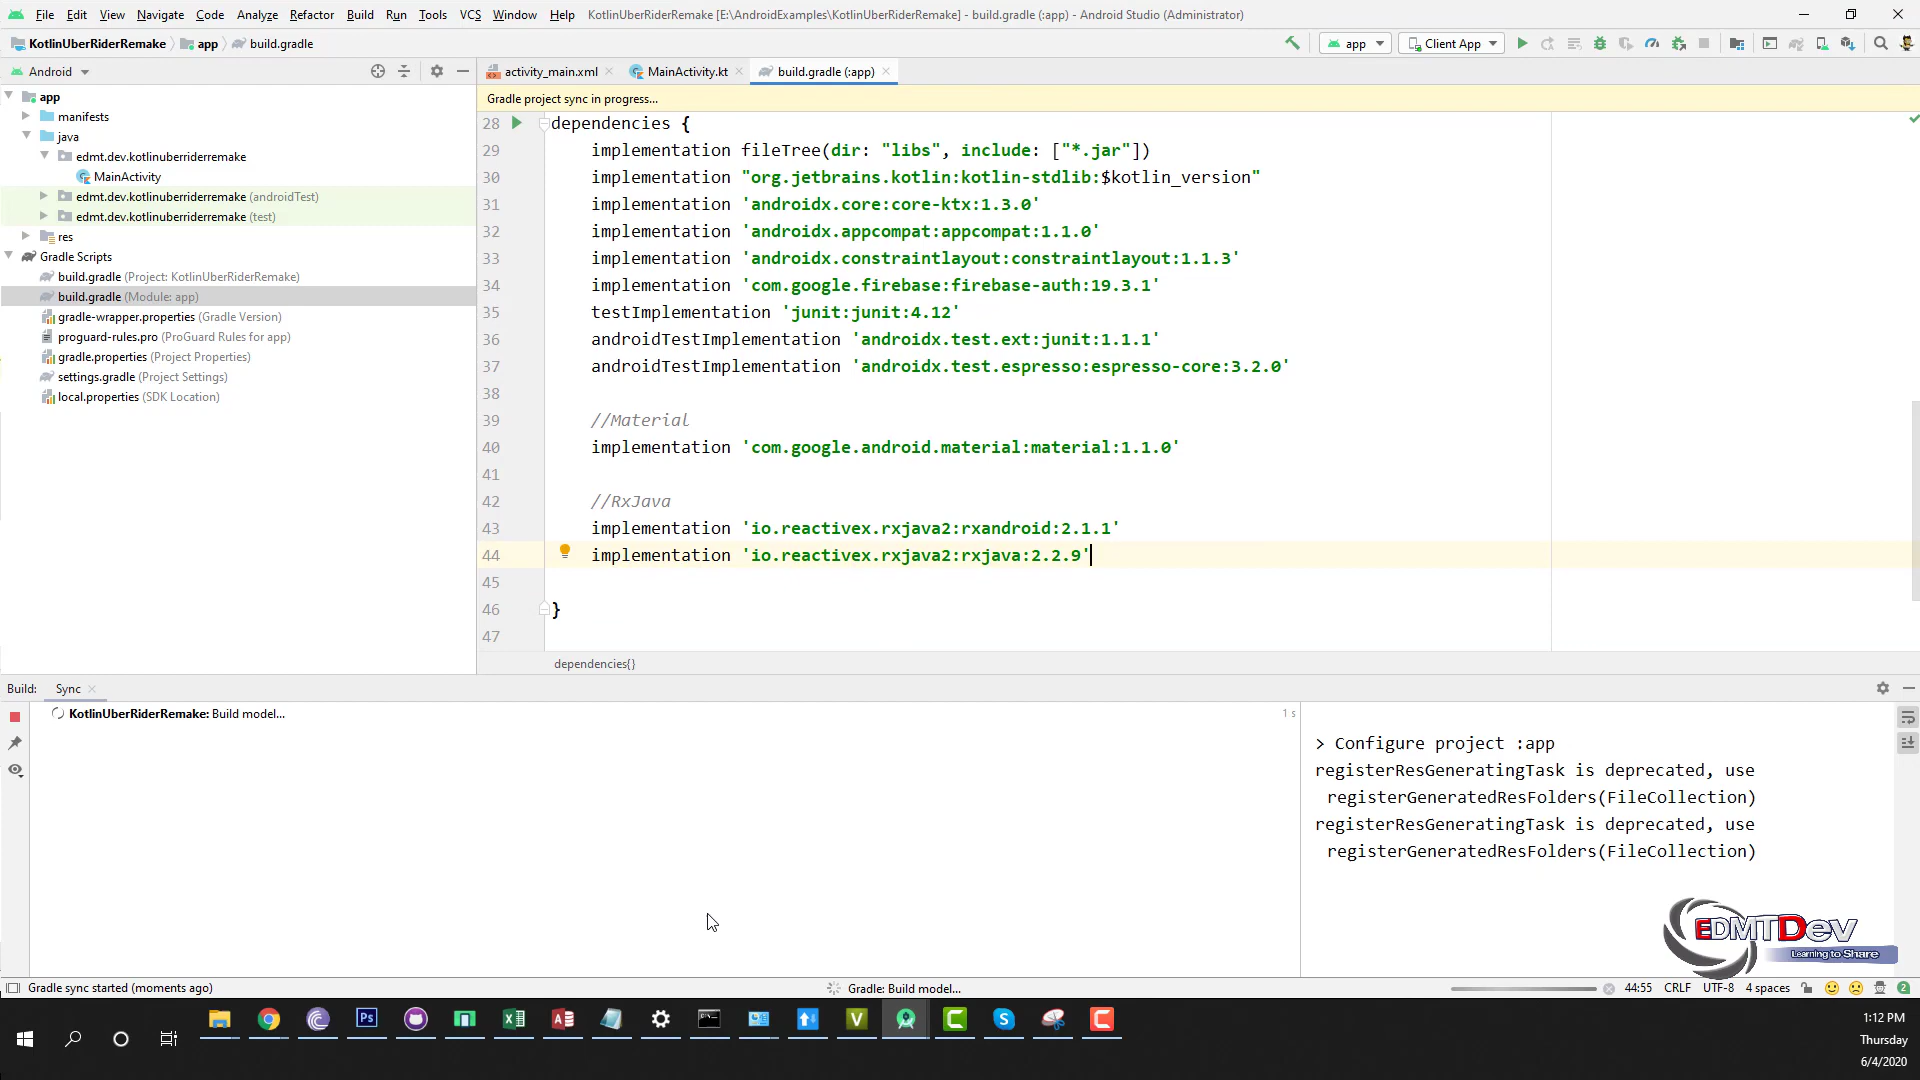 File Edit View Navigate Code Analyze Refactor Build Run Tools VCS Window Help KotlinUberRiderRemake [E:\AndroidExamples\KotlinUberRiderRemake] - build.gradle (:app) - Android Studio (Administrator)
KotlinUberRiderRemake app build.gradle app Client App
Android activity_main.xml MainActivity.kt build.gradle (:app)
Gradle project sync in progress...
app
manifests
java
edmt.dev.kotlinuberriderremake
MainActivity
edmt.dev.kotlinuberriderremake (androidTest)
edmt.dev.kotlinuberriderremake (test)
res
Gradle Scripts
build.gradle (Project: KotlinUberRiderRemake)
build.gradle (Module: app)
gradle-wrapper.properties (Gradle Version)
proguard-rules.pro (ProGuard Rules for app)
gradle.properties (Project Properties)
settings.gradle (Project Settings)
local.properties (SDK Location)
28 dependencies {
29 implementation fileTree(dir: "libs", include: ["*.jar"])
30 implementation "org.jetbrains.kotlin:kotlin-stdlib:$kotlin_version"
31 implementation 'androidx.core:core-ktx:1.3.0'
32 implementation 'androidx.appcompat:appcompat:1.1.0'
33 implementation 'androidx.constraintlayout:constraintlayout:1.1.3'
34 implementation 'com.google.firebase:firebase-auth:19.3.1'
35 testImplementation 'junit:junit:4.12'
36 androidTestImplementation 'androidx.test.ext:junit:1.1.1'
37 androidTestImplementation 'androidx.test.espresso:espresso-core:3.2.0'
38
39 //Material
40 implementation 'com.google.android.material:material:1.1.0'
41
42 //RxJava
43 implementation 'io.reactivex.rxjava2:rxandroid:2.1.1'
44 implementation 'io.reactivex.rxjava2:rxjava:2.2.9'
45
46 }
47
dependencies{}
Build: Sync
KotlinUberRiderRemake: Build model... 1 s
> Configure project :app
registerResGeneratingTask is deprecated, use
registerGeneratedResFolders(FileCollection)
registerResGeneratingTask is deprecated, use
registerGeneratedResFolders(FileCollection)
EDMTDev
Learning to Share
Gradle sync started (moments ago) Gradle: Build model... 44:55 CRLF UTF-8 4 spaces 2
Ps
1:12 PM
Thursday
6/4/2020